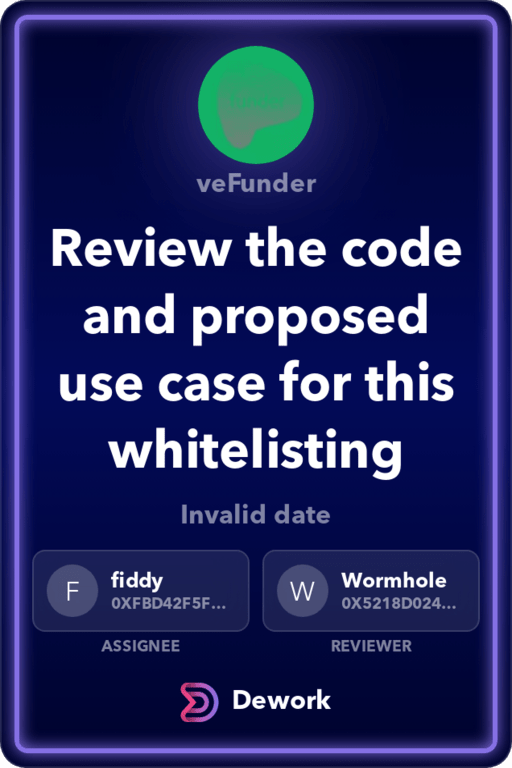 veFunder
Review the code
and proposed
use case for this
whitelisting
Invalid date
F
fiddy
0XFBD42F5F...
ASSIGNEE
W
Wormhole
0X5218D024...
REVIEWER
Dework